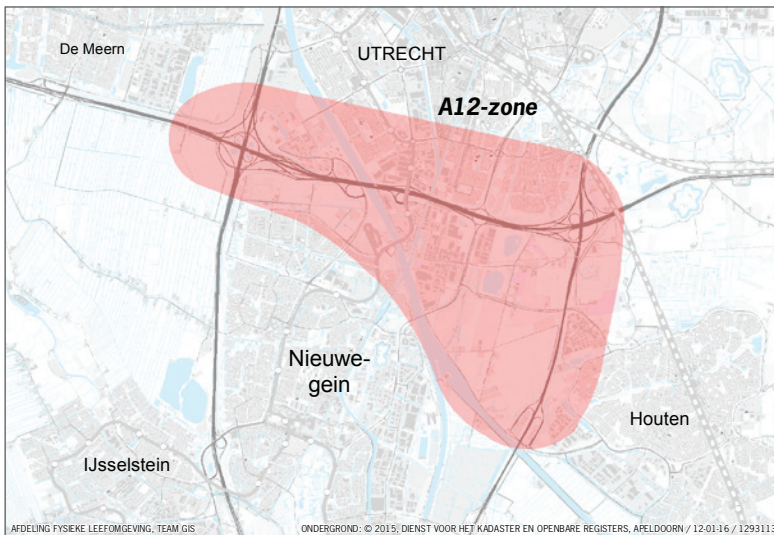 De Meern
UTRECHT
A12-zone
Nieuwe-
gein
Houten
IJsselstein
AFDELING FYSIEKE LEEFOMGEVING, TEAM GIS
ONDERGROND: © 2015, DIENST VOOR HET KADASTER EN OPENBARE REGISTERS, APELDOORN / 12-01-16 / 1293113